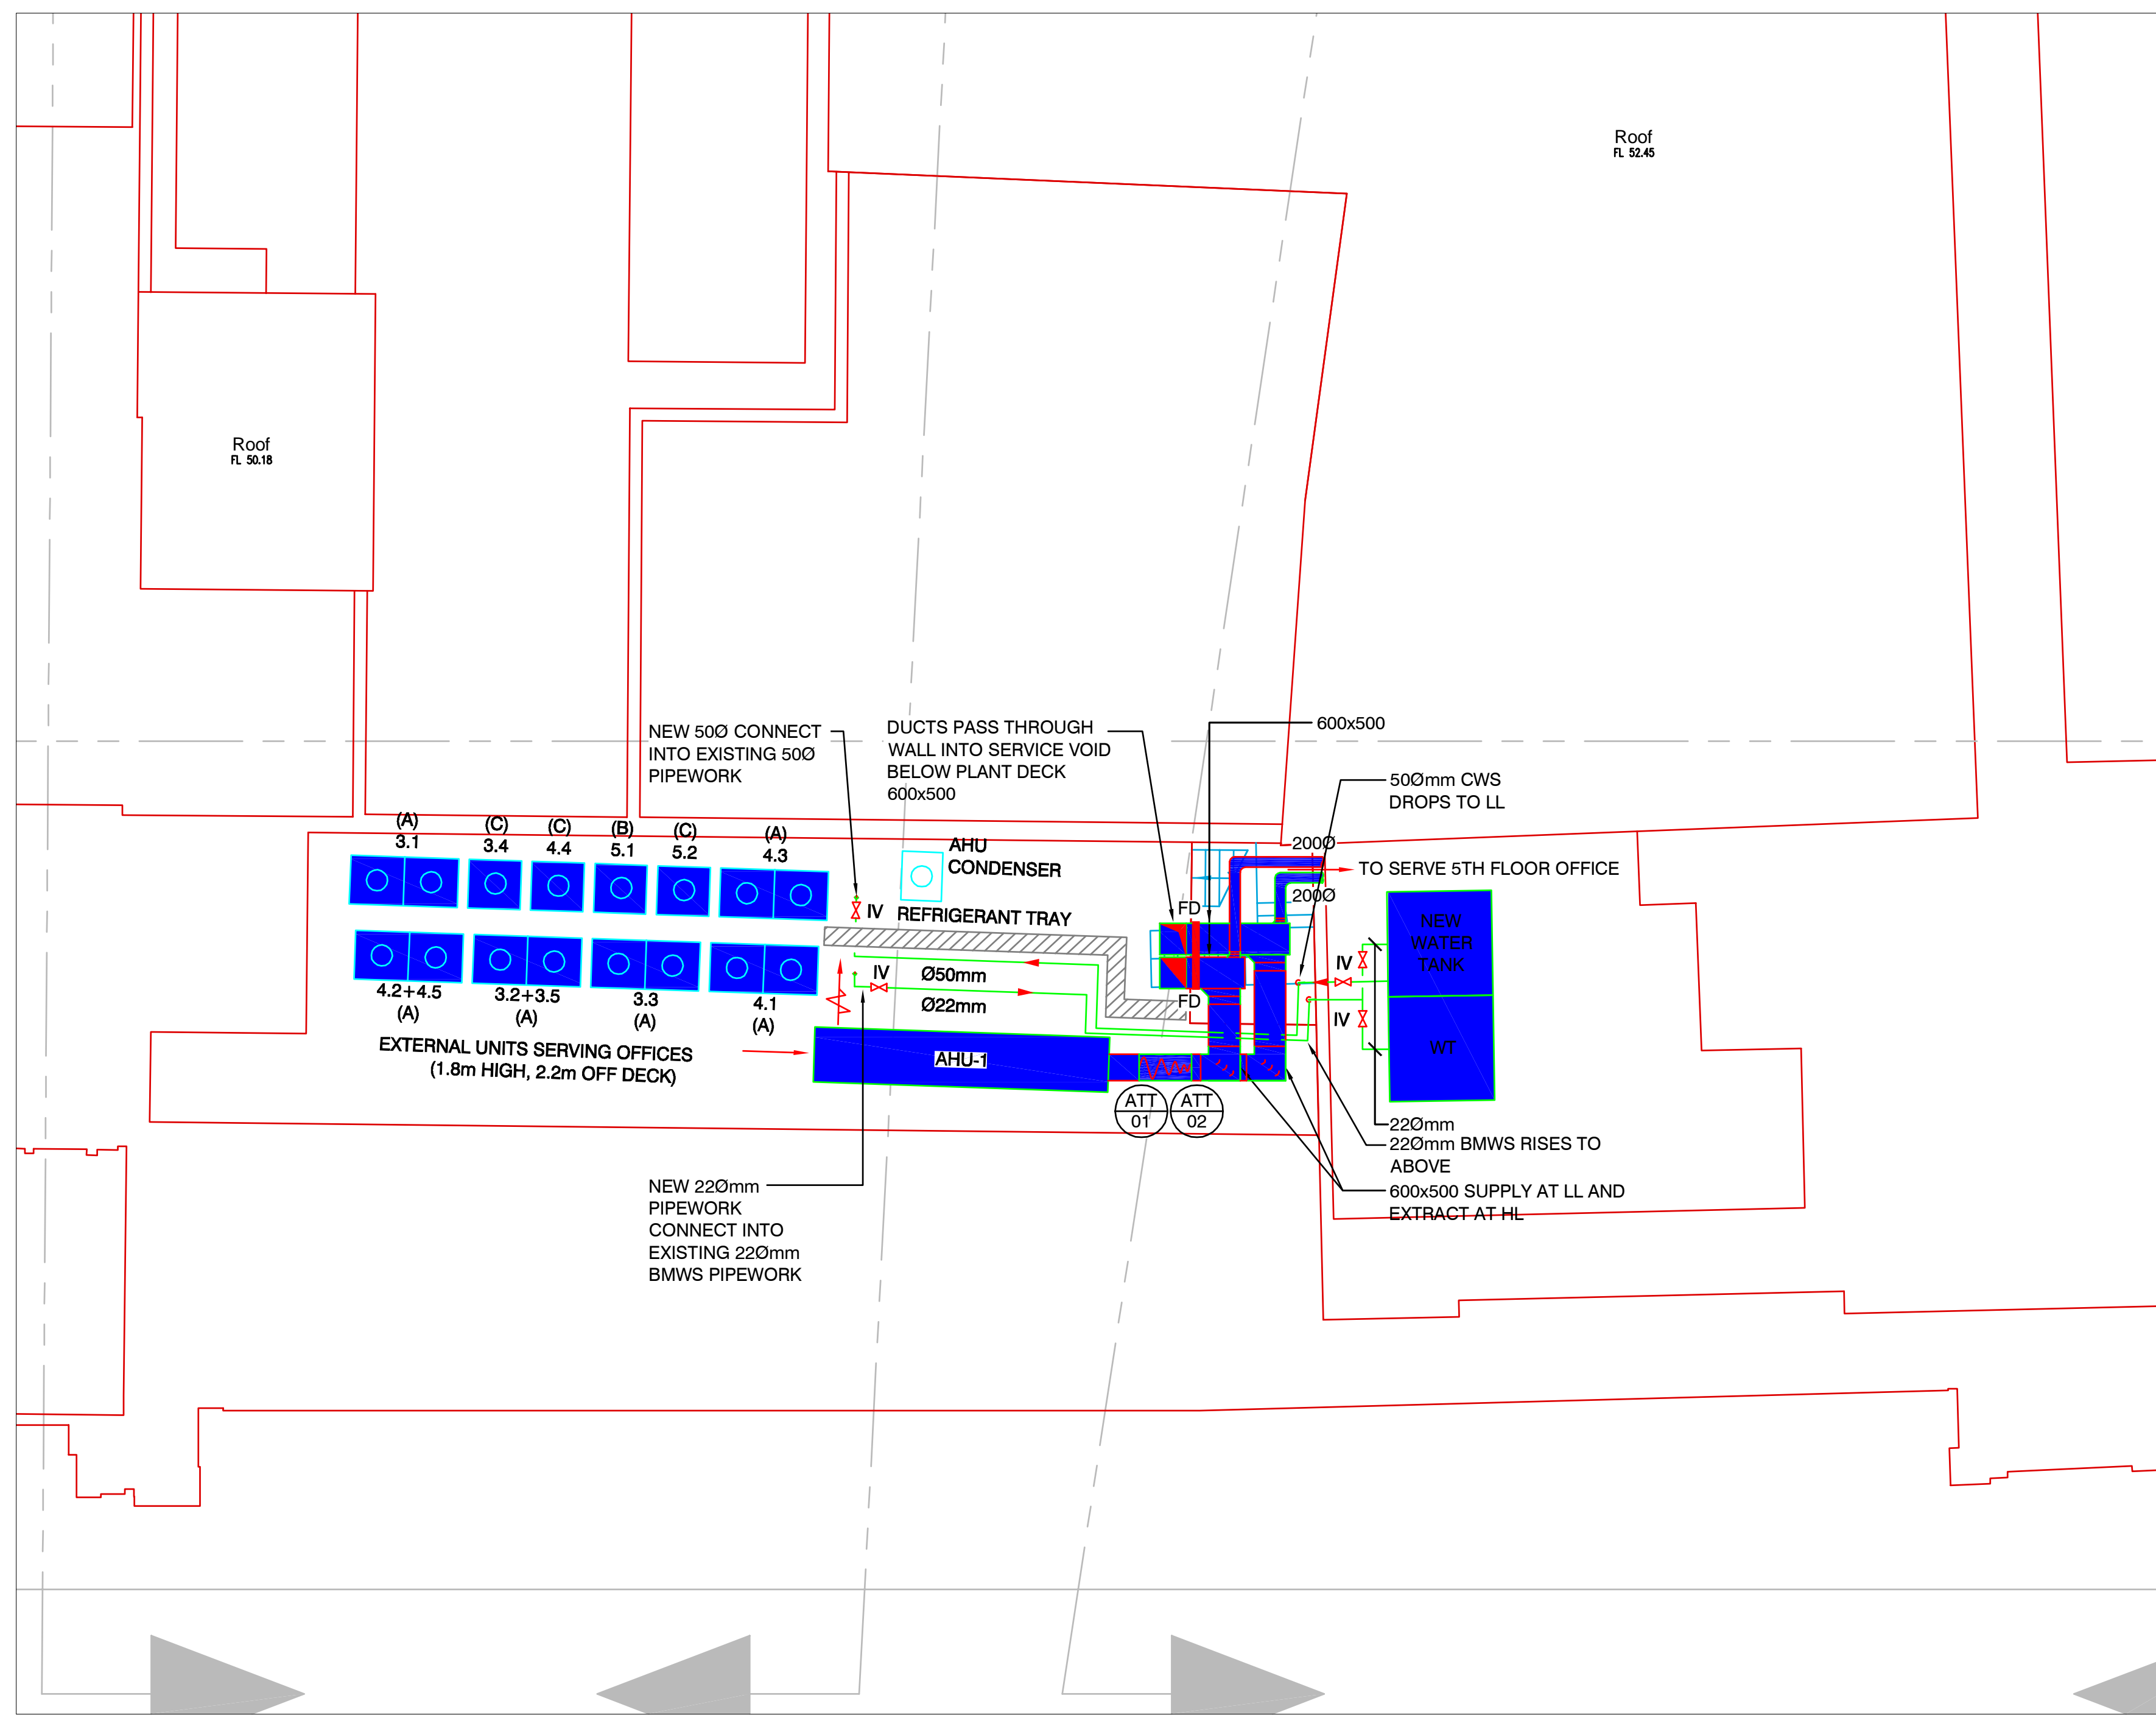 Roof
FL 52.45
Roof
FL 50.18
NEW 50Ø CONNECT
INTO EXISTING 50Ø
PIPEWORK
DUCTS PASS THROUGH
WALL INTO SERVICE VOID
BELOW PLANT DECK
600x500
600x500
50Ømm CWS
DROPS TO LL
(A)
3.1
(C)
3.4
(C)
4.4
(B)
5.1
(C)
5.2
(A)
4.3
AHU
CONDENSER
200Ø
TO SERVE 5TH FLOOR OFFICE
200Ø
FD
IV
REFRIGERANT TRAY
NEW
WATER
TANK
IV
IV
Ø50mm
Ø22mm
FD
IV
WT
4.2+4.5
(A)
3.2+3.5
(A)
3.3
(A)
4.1
(A)
EXTERNAL UNITS SERVING OFFICES
(1.8m HIGH, 2.2m OFF DECK)
AHU-1
ATT
01
ATT
02
22Ømm
22Ømm BMWS RISES TO
ABOVE
600x500 SUPPLY AT LL AND
EXTRACT AT HL
NEW 22Ømm
PIPEWORK
CONNECT INTO
EXISTING 22Ømm
BMWS PIPEWORK